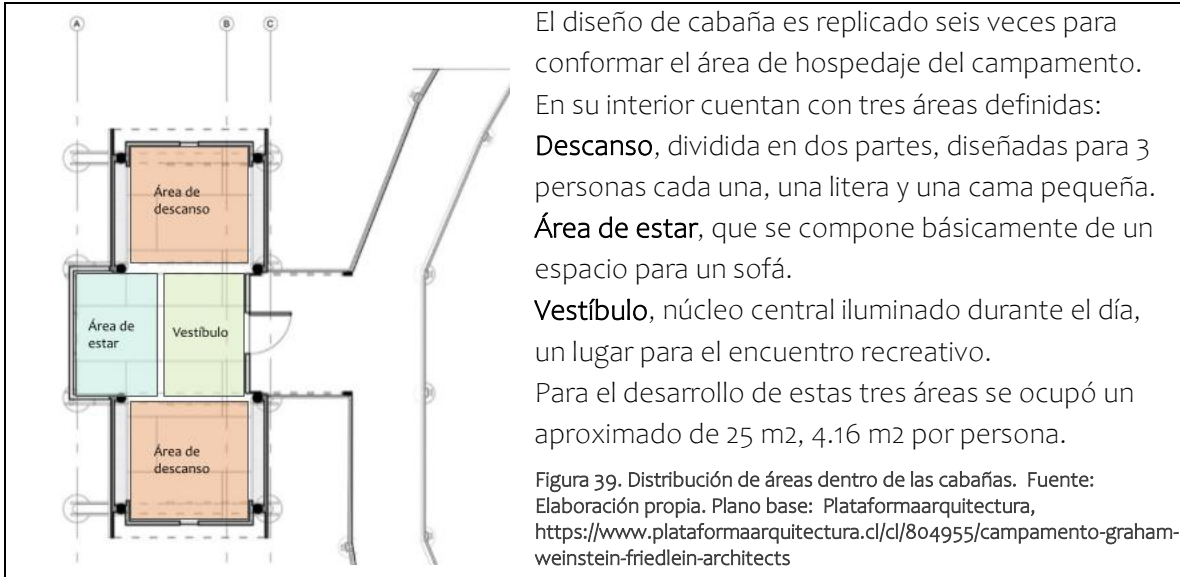 A
B
C
Área de
descanso
Área de
estar
Vestíbulo
Área de
descanso
El diseño de cabaña es replicado seis veces para
conformar el área de hospedaje del campamento.
En su interior cuentan con tres áreas definidas:
Descanso, dividida en dos partes, diseñadas para 3
personas cada una, una litera y una cama pequeña.
Área de estar, que se compone básicamente de un
espacio para un sofá.
Vestíbulo, núcleo central iluminado durante el día,
un lugar para el encuentro recreativo.
Para el desarrollo de estas tres áreas se ocupó un
aproximado de 25 m2, 4.16 m2 por persona.
Figura 39. Distribución de áreas dentro de las cabañas. Fuente:
Elaboración propia. Plano base: Plataformaarquitectura,
https://www.plataformaarquitectura.cl/cl/804955/campamento-graham-
weinstein-friedlein-architects